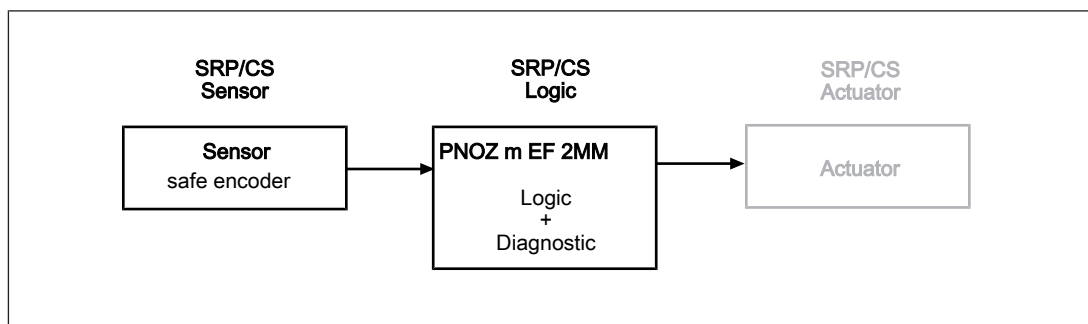 SRP/CS
Sensor
SRP/CS
Logic
SRP/CS
Actuator
Sensor
safe encoder
PNOZ m EF 2MM
Logic
+
Diagnostic
Actuator